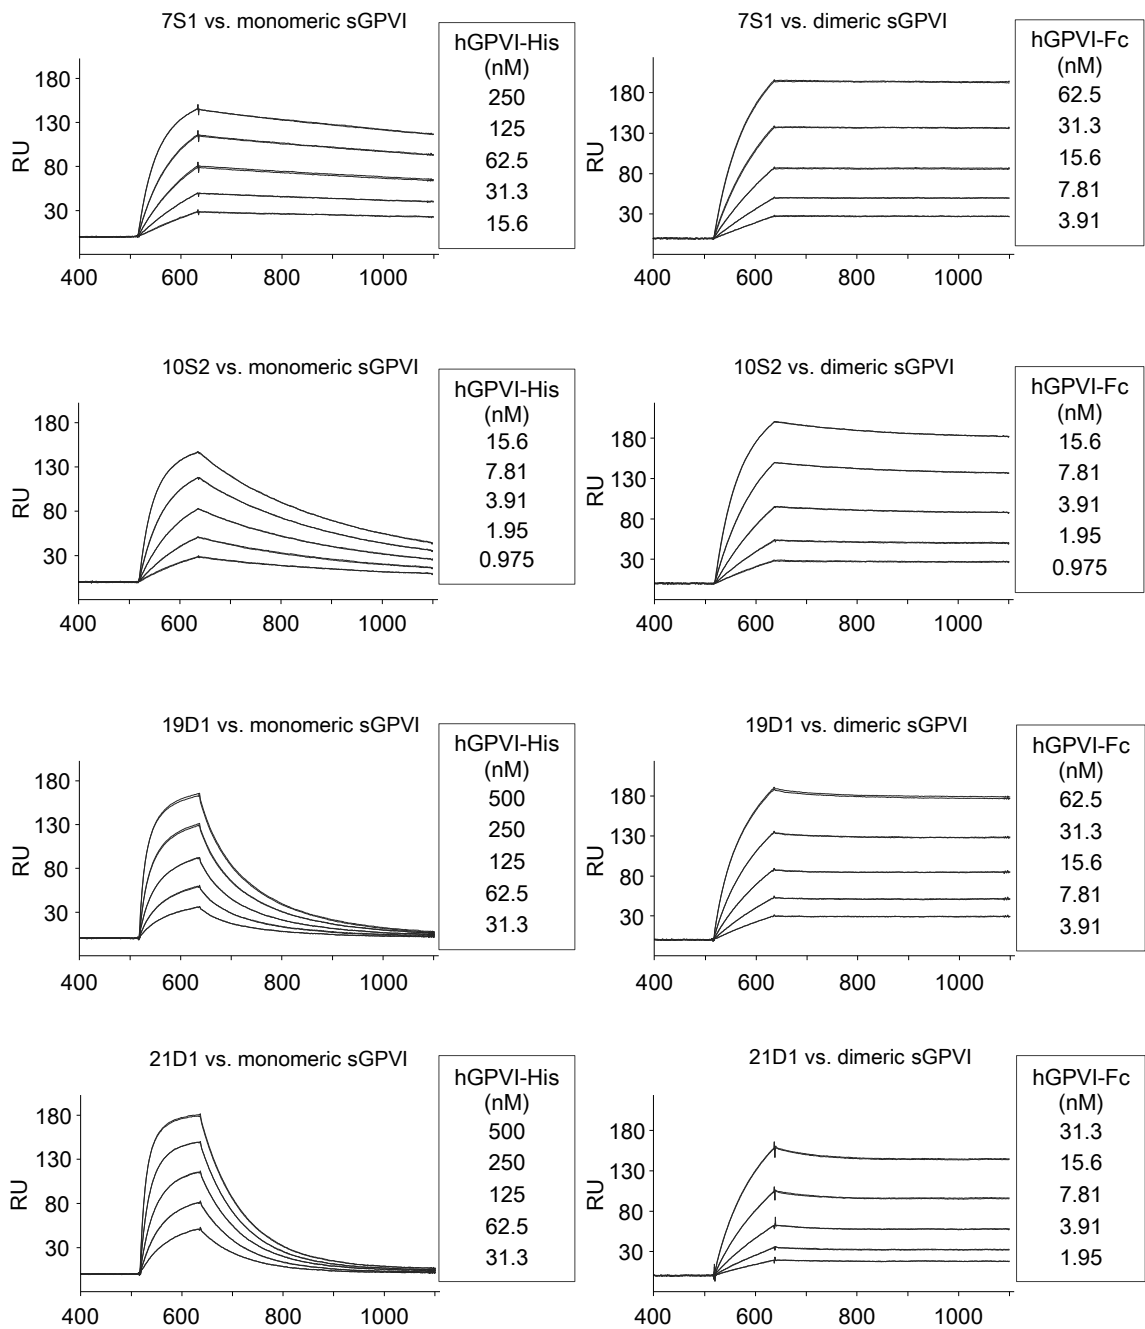 7S1 vs. monomeric sGPVI
RU
180
130
80
30
400 600 800 1000
hGPVI-His
(nM)
250
125
62.5
31.3
15.6
7S1 vs. dimeric sGPVI
RU
180
130
80
30
400 600 800 1000
hGPVI-Fc
(nM)
62.5
31.3
15.6
7.81
3.91
10S2 vs. monomeric sGPVI
RU
180
130
80
30
400 600 800 1000
hGPVI-His
(nM)
15.6
7.81
3.91
1.95
0.975
10S2 vs. dimeric sGPVI
RU
180
130
80
30
400 600 800 1000
hGPVI-Fc
(nM)
15.6
7.81
3.91
1.95
0.975
19D1 vs. monomeric sGPVI
RU
180
130
80
30
400 600 800 1000
hGPVI-His
(nM)
500
250
125
62.5
31.3
19D1 vs. dimeric sGPVI
RU
180
130
80
30
400 600 800 1000
hGPVI-Fc
(nM)
62.5
31.3
15.6
7.81
3.91
21D1 vs. monomeric sGPVI
RU
180
130
80
30
400 600 800 1000
hGPVI-His
(nM)
500
250
125
62.5
31.3
21D1 vs. dimeric sGPVI
RU
180
130
80
30
400 600 800 1000
hGPVI-Fc
(nM)
31.3
15.6
7.81
3.91
1.95